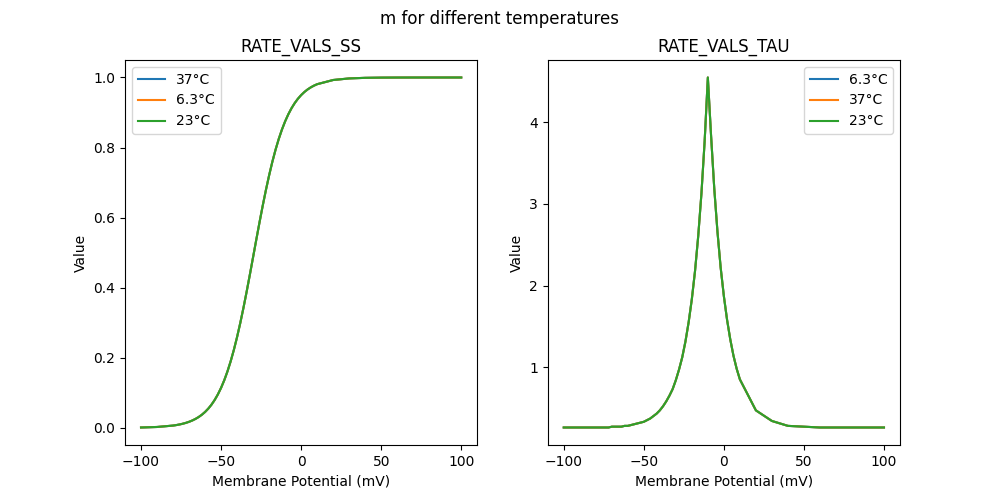 m for different temperatures
RATE_VALS_SS
1.0
0.8
0.6
0.4
0.2
0.0
Value
−100
−50
0
50
100
Membrane Potential (mV)
37°C
6.3°C
23°C
RATE_VALS_TAU
4
3
2
1
Value
−100
−50
0
50
100
Membrane Potential (mV)
6.3°C
37°C
23°C